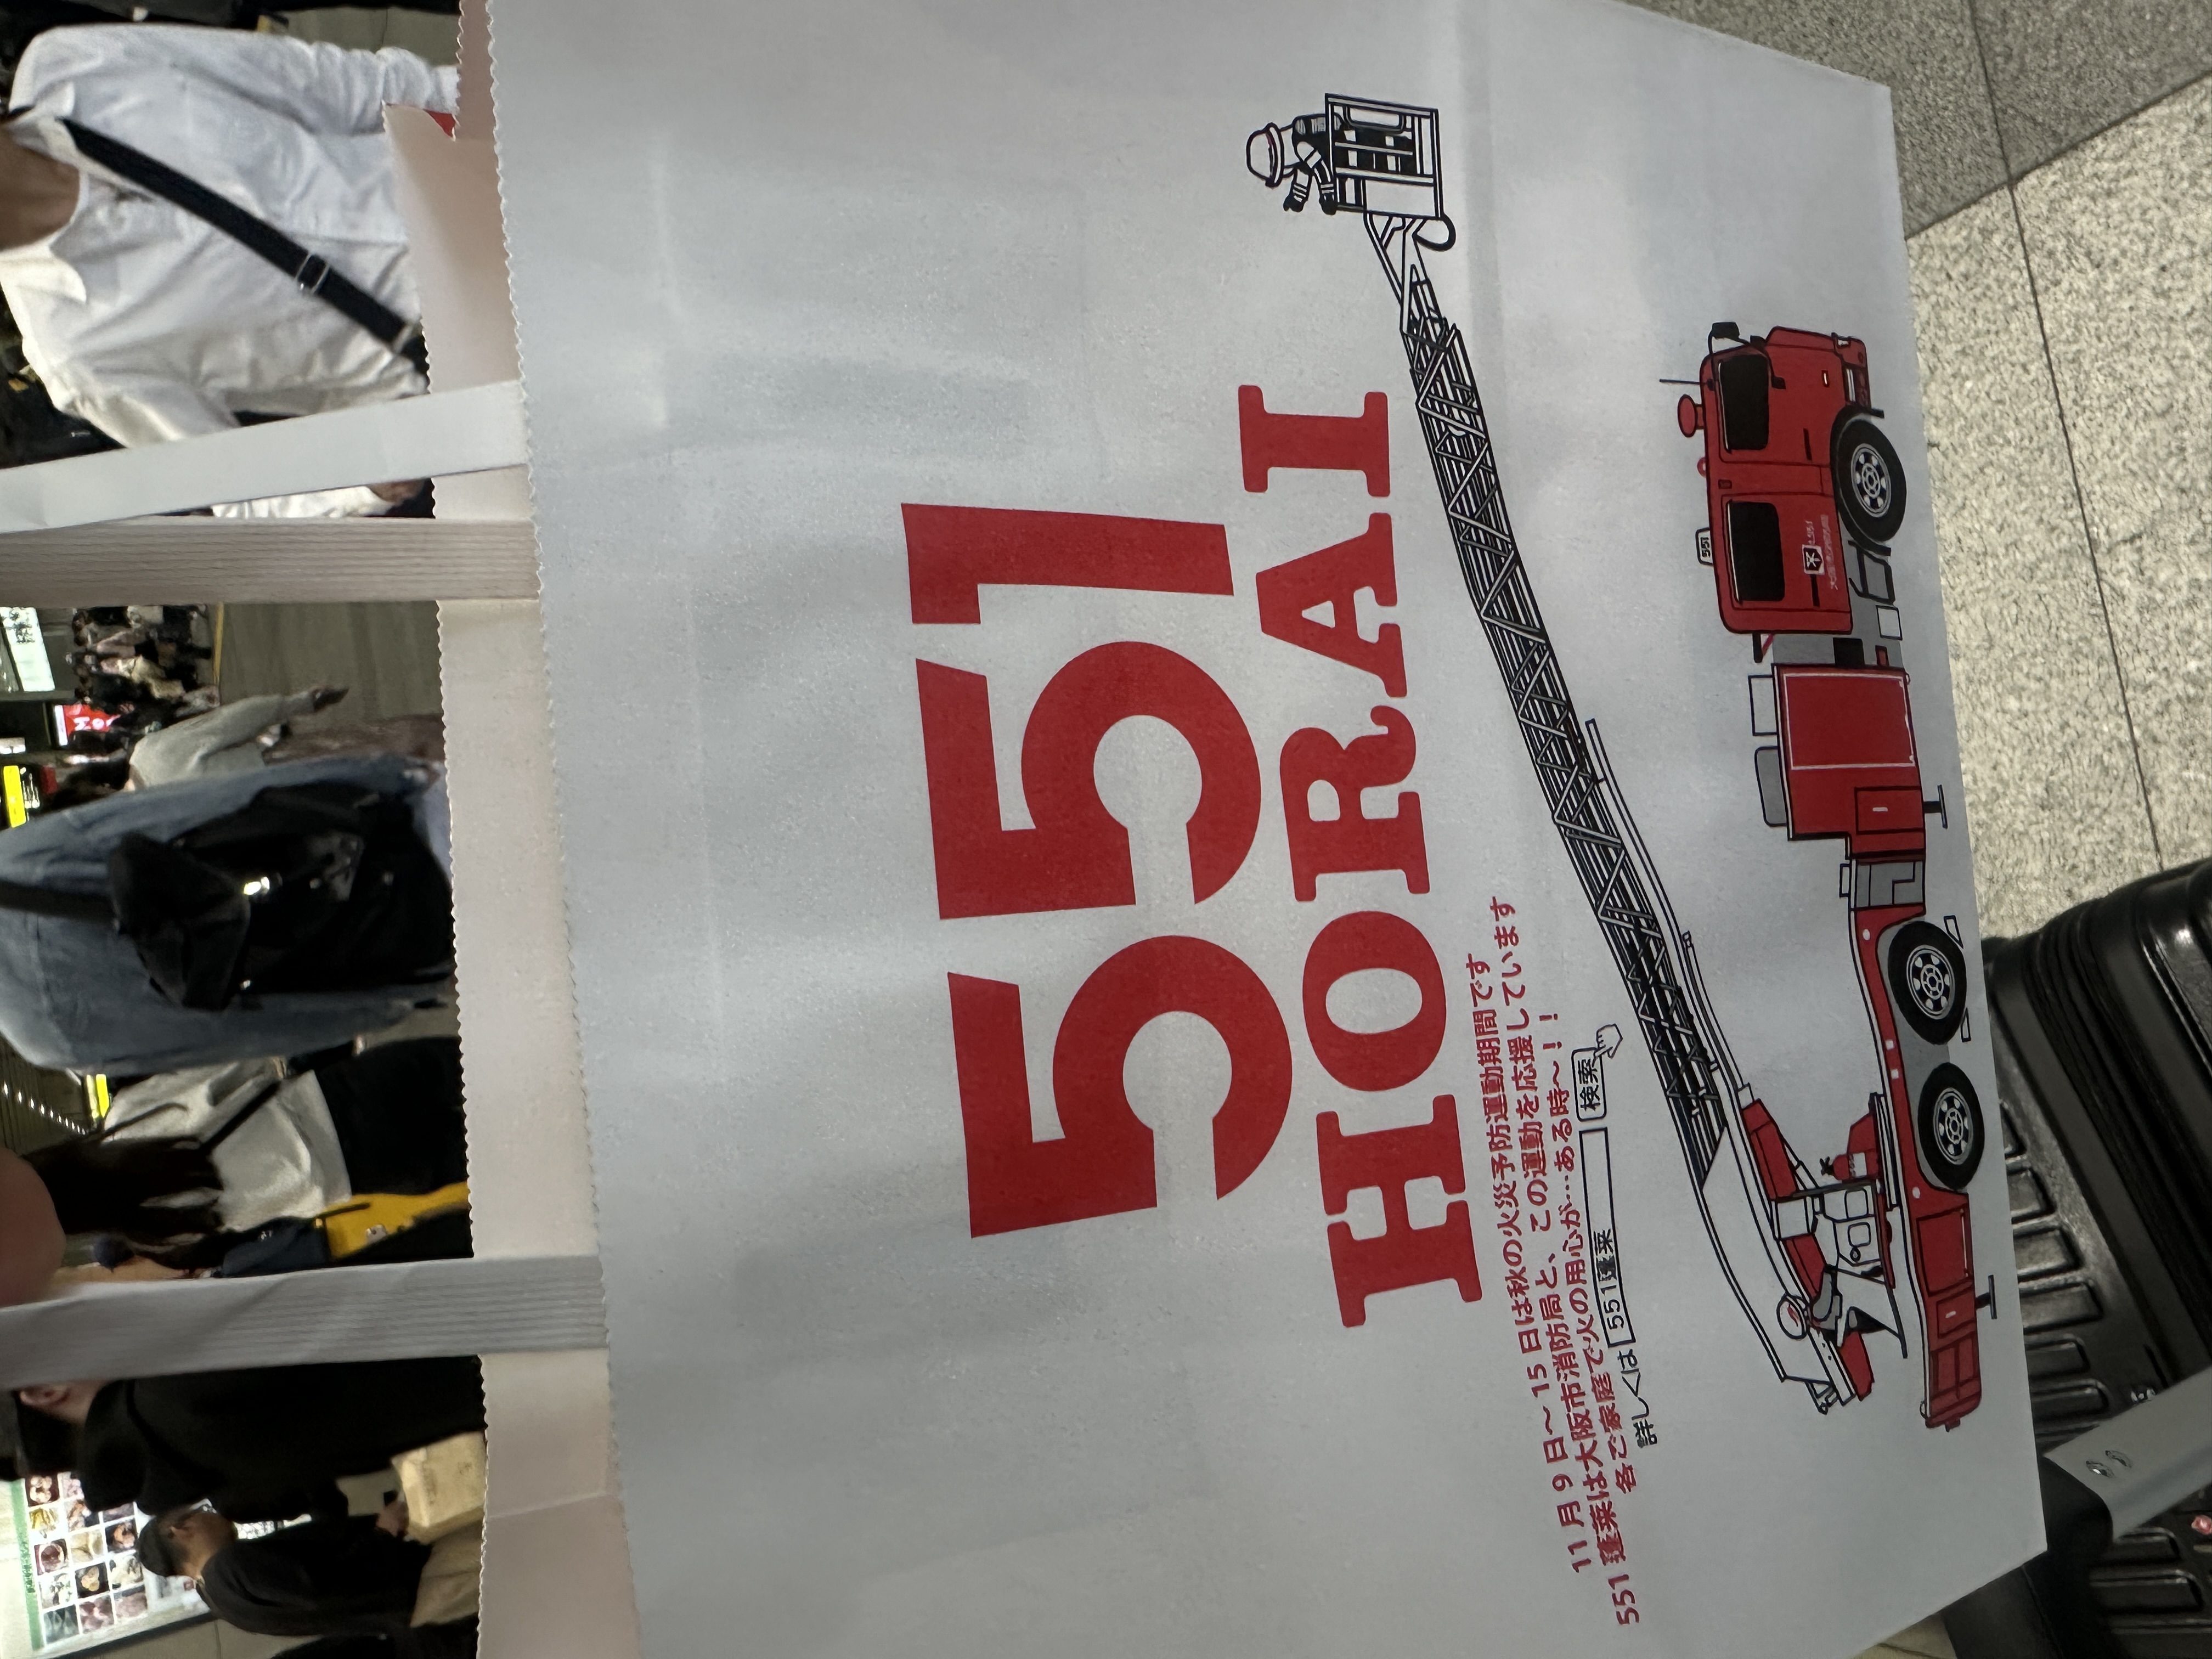 551
HORAI
11月9日～15日は秋の火災予防運動期間です
551蓬莱は大阪市消防局と、この運動を応援しています
各ご家庭で火の用心が…ある時～！！
詳しくは 551蓬莱 検索
551